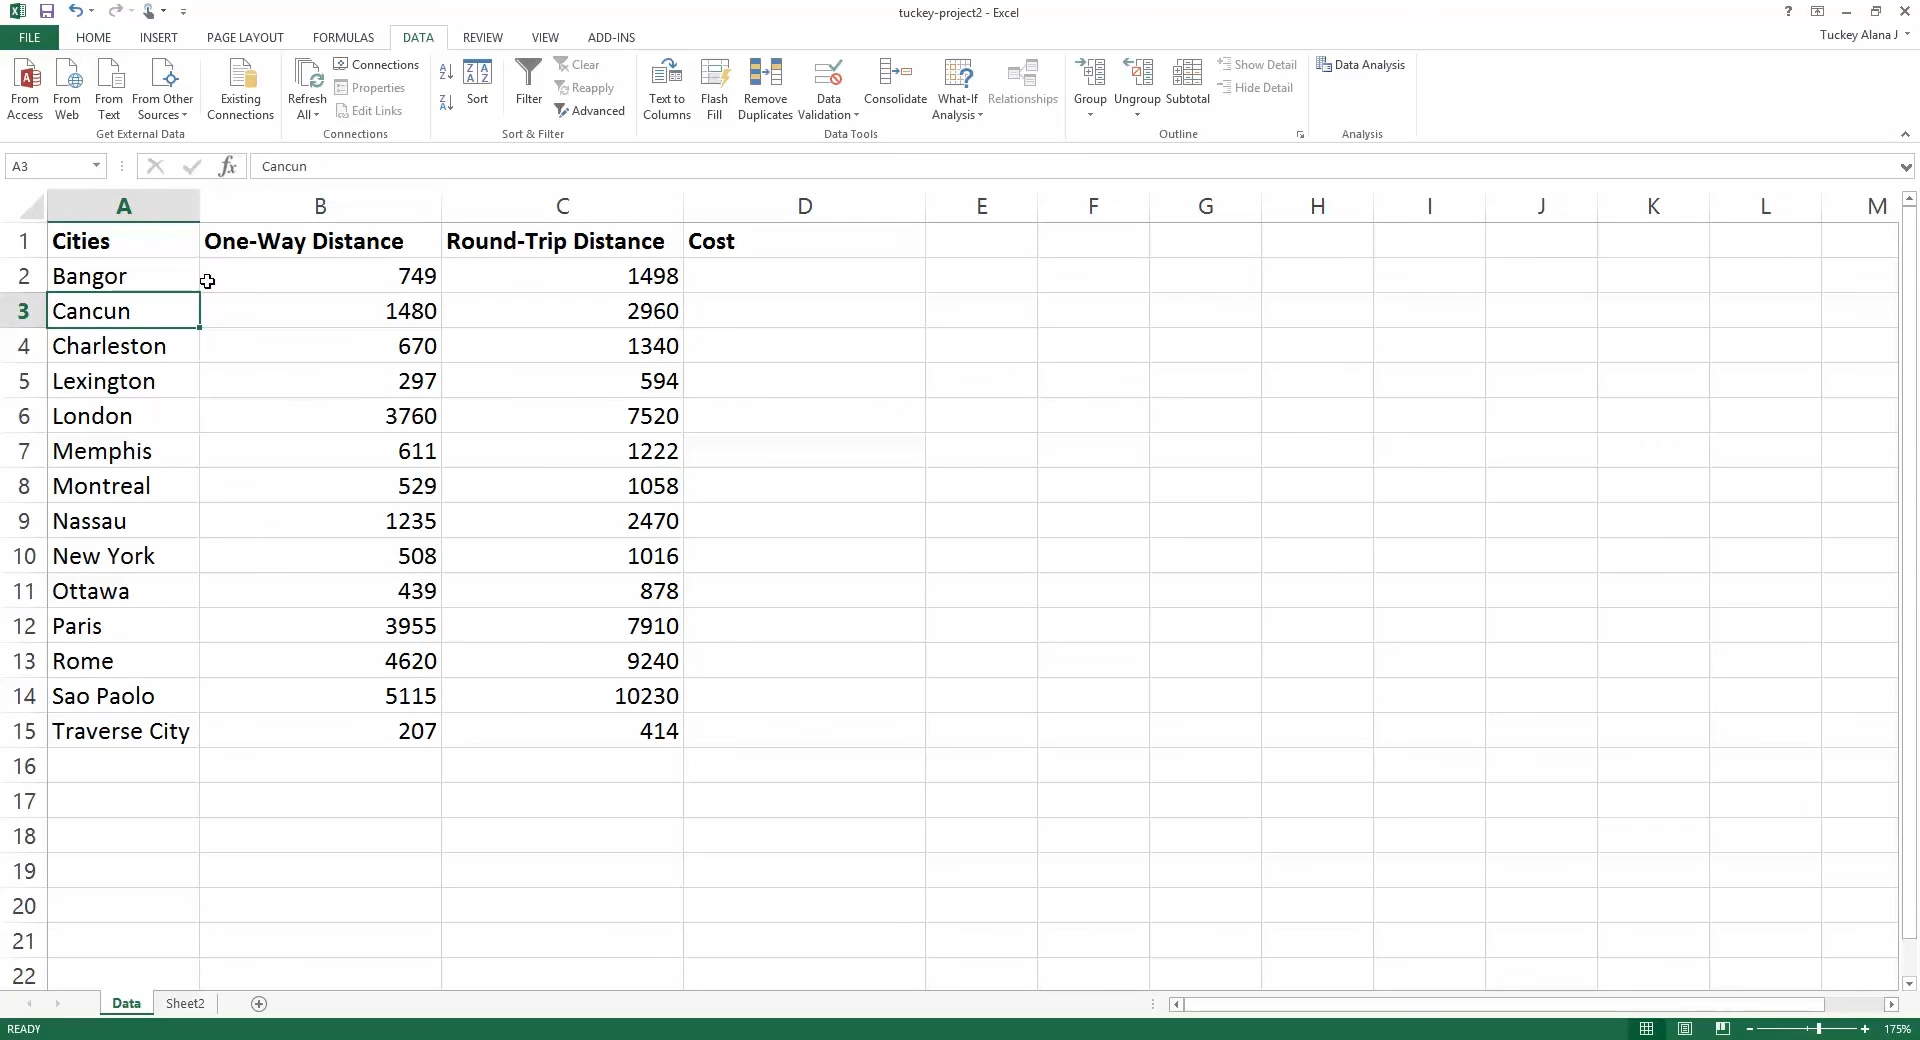 tuckey-project2 - Excel
?
FILE HOME INSERT PAGE LAYOUT FORMULAS DATA REVIEW VIEW ADD-INS Tuckey Alana J
From Access
From Web
From Text
From Other Sources
Get External Data
Existing Connections
Refresh All
Connections
Properties
Edit Links
Connections
Sort
Filter
Clear
Reapply
Advanced
Sort & Filter
Text to Columns
Flash Fill
Remove Duplicates
Data Validation
Consolidate
What-If Analysis
Relationships
Data Tools
Group
Ungroup
Subtotal
Show Detail
Hide Detail
Outline
Data Analysis
Analysis
A3 fx Cancun
A B C D E F G H I J K L M
1 Cities One-Way Distance Round-Trip Distance Cost
2 Bangor 749 1498
3 Cancun 1480 2960
4 Charleston 670 1340
5 Lexington 297 594
6 London 3760 7520
7 Memphis 611 1222
8 Montreal 529 1058
9 Nassau 1235 2470
10 New York 508 1016
11 Ottawa 439 878
12 Paris 3955 7910
13 Rome 4620 9240
14 Sao Paolo 5115 10230
15 Traverse City 207 414
16
17
18
19
20
21
22
Data Sheet2
READY 175%